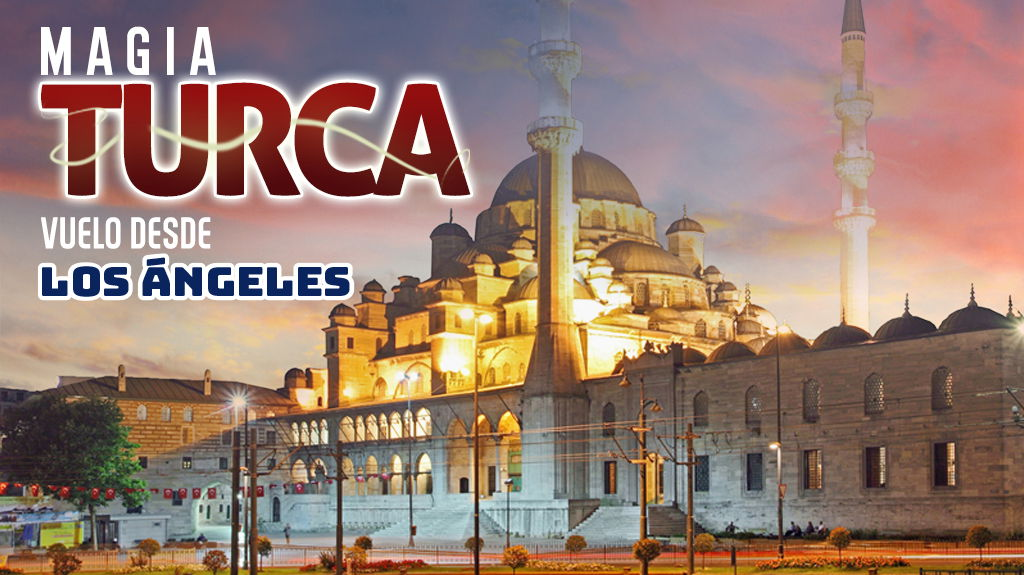 MAGIA
TURCA
VUELO DESDE
LOS ÁNGELES